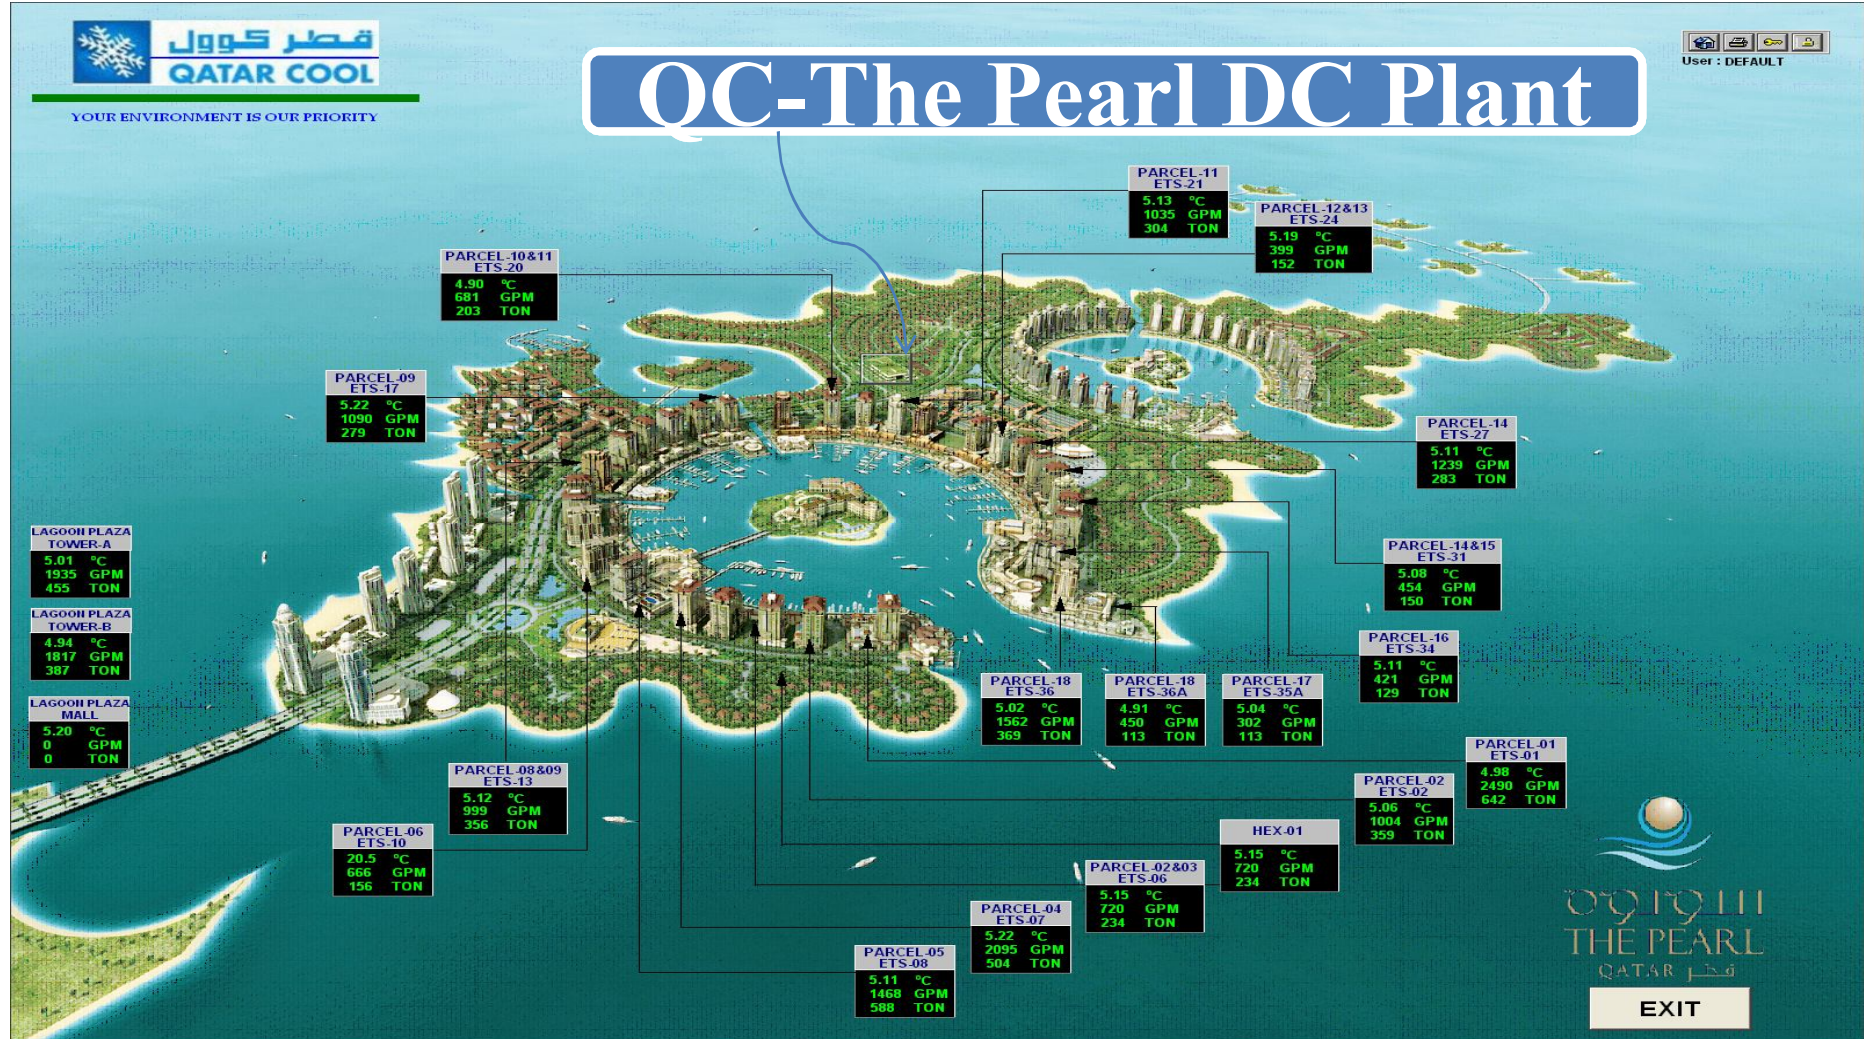 قطر كوول
QATAR COOL
YOUR ENVIRONMENT IS OUR PRIORITY
QC-The Pearl DC Plant
User : DEFAULT
PARCEL-11
ETS-21
5.13 °C
1035 GPM
304 TON
PARCEL-12&13
ETS-24
5.19 °C
399 GPM
152 TON
PARCEL-10&11
ETS-20
4.90 °C
681 GPM
203 TON
PARCEL-09
ETS-17
5.22 °C
1090 GPM
279 TON
PARCEL-14
ETS-27
5.11 °C
1239 GPM
283 TON
LAGOON PLAZA
TOWER-A
5.01 °C
1935 GPM
455 TON
PARCEL-14&15
ETS-31
5.08 °C
454 GPM
150 TON
LAGOON PLAZA
TOWER-B
4.94 °C
1817 GPM
387 TON
PARCEL-16
ETS-34
5.11 °C
421 GPM
129 TON
LAGOON PLAZA
MALL
5.20 °C
0 GPM
0 TON
PARCEL-18
ETS-36
5.02 °C
1562 GPM
369 TON
PARCEL-18
ETS-36A
4.91 °C
450 GPM
113 TON
PARCEL-17
ETS-35A
5.04 °C
302 GPM
113 TON
PARCEL-01
ETS-01
4.98 °C
2490 GPM
642 TON
PARCEL-08&09
ETS-13
5.12 °C
999 GPM
356 TON
PARCEL-02
ETS-02
5.06 °C
1004 GPM
359 TON
PARCEL-06
ETS-10
20.5 °C
666 GPM
156 TON
HEX-01
5.15 °C
720 GPM
234 TON
PARCEL-02&03
ETS-06
5.15 °C
720 GPM
234 TON
PARCEL-04
ETS-07
5.22 °C
2095 GPM
504 TON
PARCEL-05
ETS-08
5.11 °C
1468 GPM
588 TON
THE PEARL
QATAR قطر
EXIT